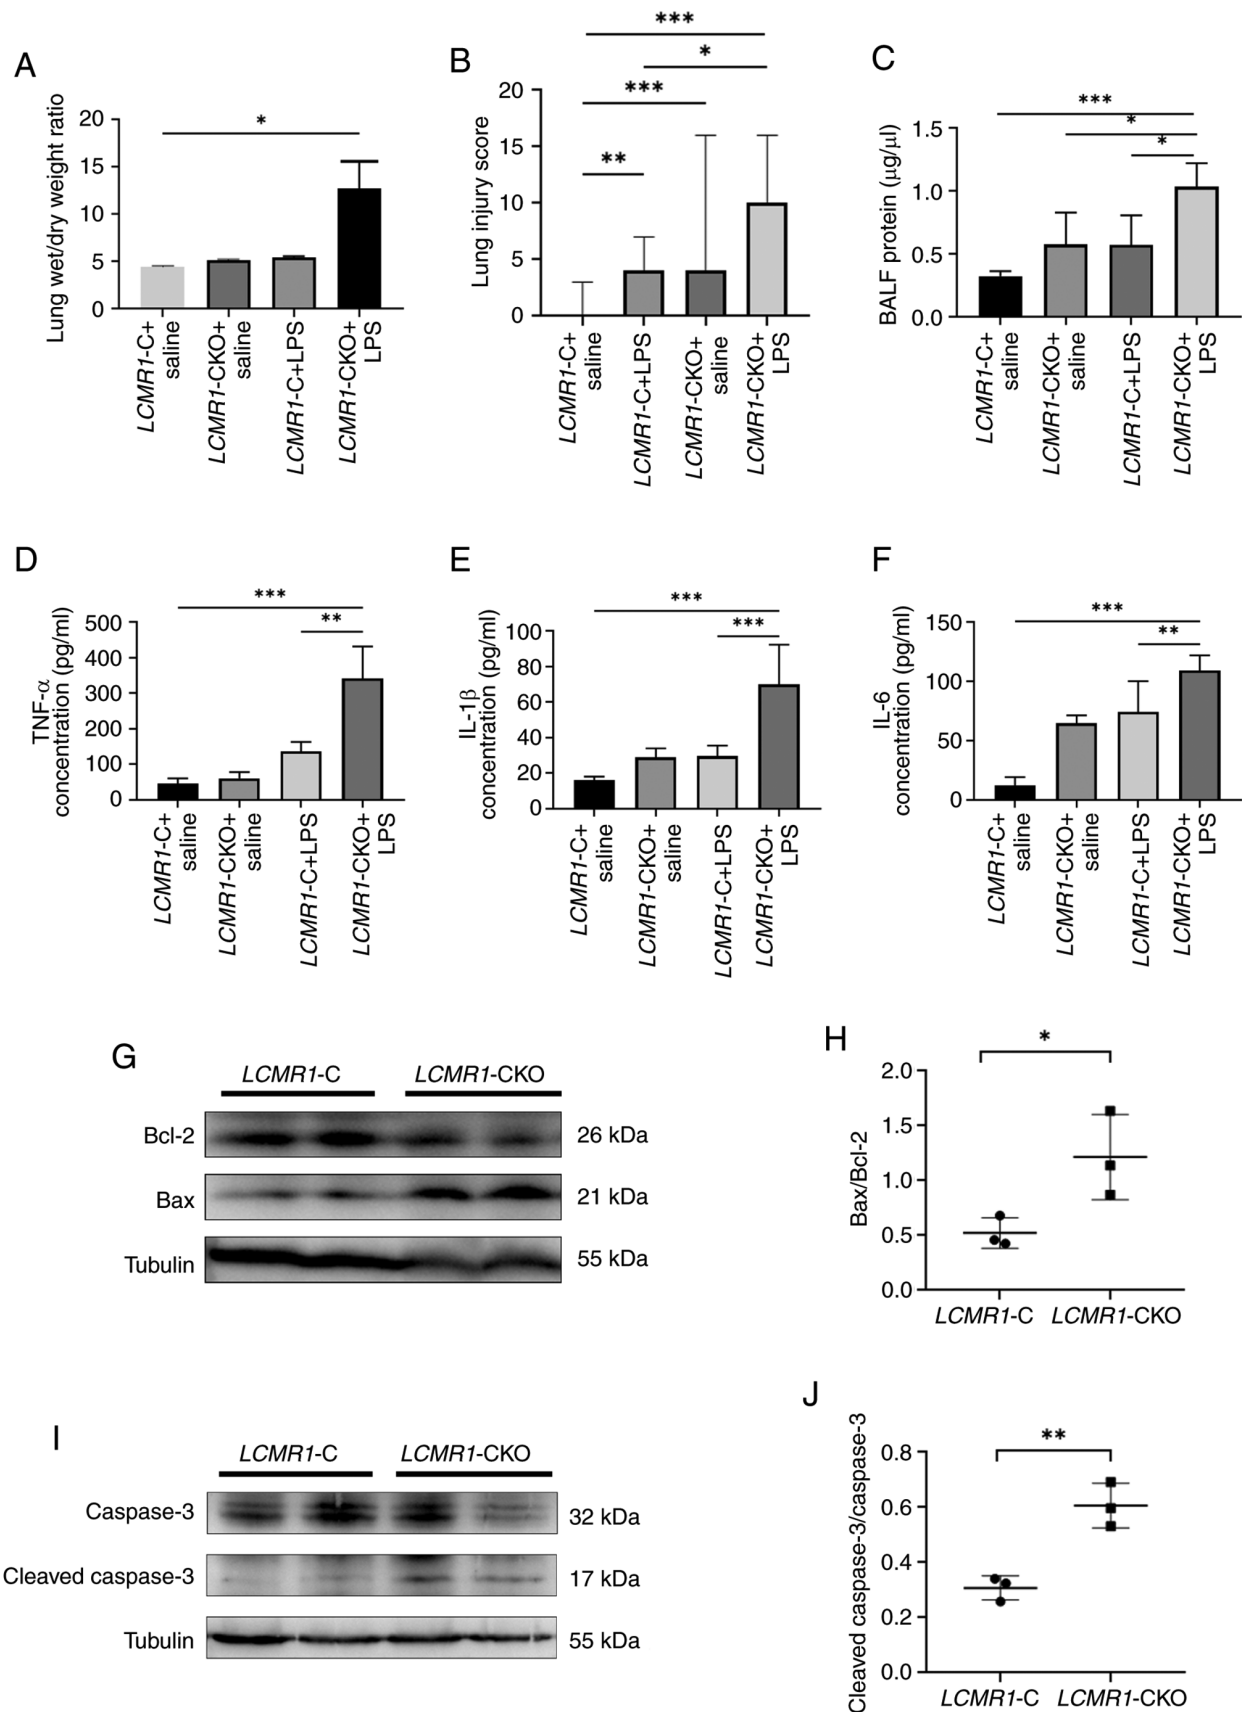 A
Lung wet/dry weight ratio
*
20
15
10
5
0
LCMR1-C+
saline
LCMR1-CKO+
saline
LCMR1-C+LPS
LCMR1-CKO+
LPS
B
Lung injury score
***
*
***
**
20
15
10
5
0
LCMR1-C+
saline
LCMR1-C+LPS
LCMR1-CKO+
saline
LCMR1-CKO+
LPS
C
BALF protein (µg/µl)
***
*
*
1.5
1.0
0.5
0.0
LCMR1-C+
saline
LCMR1-CKO+
saline
LCMR1-C+LPS
LCMR1-CKO+
LPS
D
TNF-α
concentration (pg/ml)
***
**
500
400
300
200
100
0
LCMR1-C+
saline
LCMR1-CKO+
saline
LCMR1-C+LPS
LCMR1-CKO+
LPS
E
IL-1β
concentration (pg/ml)
***
***
100
80
60
40
20
0
LCMR1-C+
saline
LCMR1-CKO+
saline
LCMR1-C+LPS
LCMR1-CKO+
LPS
F
IL-6
concentration (pg/ml)
***
**
150
100
50
0
LCMR1-C+
saline
LCMR1-CKO+
saline
LCMR1-C+LPS
LCMR1-CKO+
LPS
G
LCMR1-C LCMR1-CKO
Bcl-2 26 kDa
Bax 21 kDa
Tubulin 55 kDa
H
Bax/Bcl-2
*
2.0
1.5
1.0
0.5
0.0
LCMR1-C LCMR1-CKO
I
LCMR1-C LCMR1-CKO
Caspase-3 32 kDa
Cleaved caspase-3 17 kDa
Tubulin 55 kDa
J
Cleaved caspase-3/caspase-3
**
0.8
0.6
0.4
0.2
0.0
LCMR1-C LCMR1-CKO